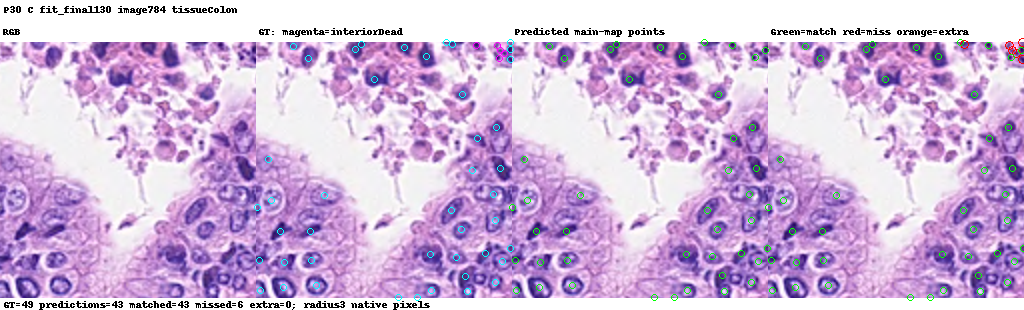 P30 C fit_final130 image784 tissueColon
RGB
GT: magenta=interiorDead
Predicted main-map points
Green=match red=miss orange=extra
GT=49 predictions=43 matched=43 missed=6 extra=0; radius3 native pixels